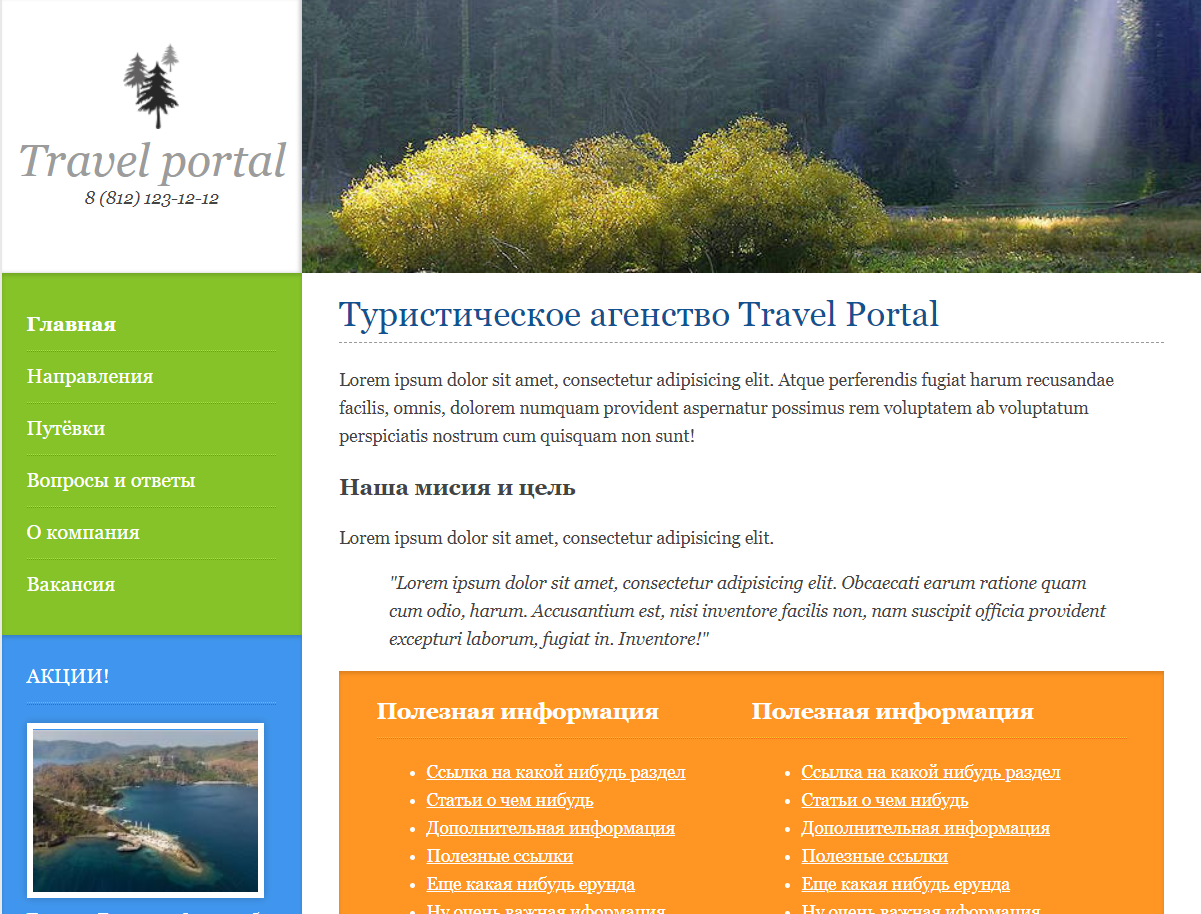 Travel portal
8 (812) 123-12-12
Главная
Направления
Путёвки
Вопросы и ответы
О компания
Вакансия
АКЦИИ!
Туристическое агенство Travel Portal
Lorem ipsum dolor sit amet, consectetur adipisicing elit. Atque perferendis fugiat harum recusandae
facilis, omnis, dolorem numquam provident aspernatur possimus rem voluptatem ab voluptatum
perspiciatis nostrum cum quisquam non sunt!
Наша мисия и цель
Lorem ipsum dolor sit amet, consectetur adipisicing elit.
"Lorem ipsum dolor sit amet, consectetur adipisicing elit. Obcaecati earum ratione quam
cum odio, harum. Accusantium est, nisi inventore facilis non, nam suscipit officia provident
excepturi laborum, fugiat in. Inventore!"
Полезная информация
Ссылка на какой нибудь раздел
Статьи о чем нибудь
Дополнительная информация
Полезные ссылки
Еще какая нибудь ерунда
Ну очень важная иформация
Полезная информация
Ссылка на какой нибудь раздел
Статьи о чем нибудь
Дополнительная информация
Полезные ссылки
Еще какая нибудь ерунда
Ну очень важная иформация